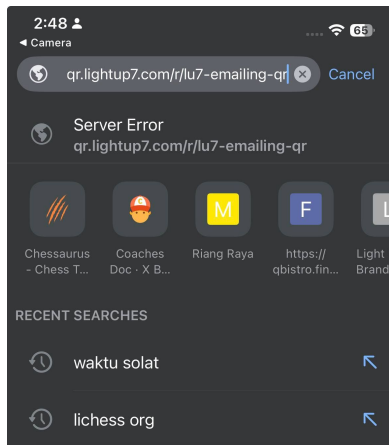 2:48
65
◀ Camera
qr.lightup7.com/r/lu7-emailing-qr
Cancel
Server Error
qr.lightup7.com/r/lu7-emailing-qr
M
F
L
Chessaurus
- Chess T...
Coaches
Doc · X B...
Riang Raya
https://
qbistro.fin...
Light
Brand
RECENT SEARCHES
waktu solat
lichess org